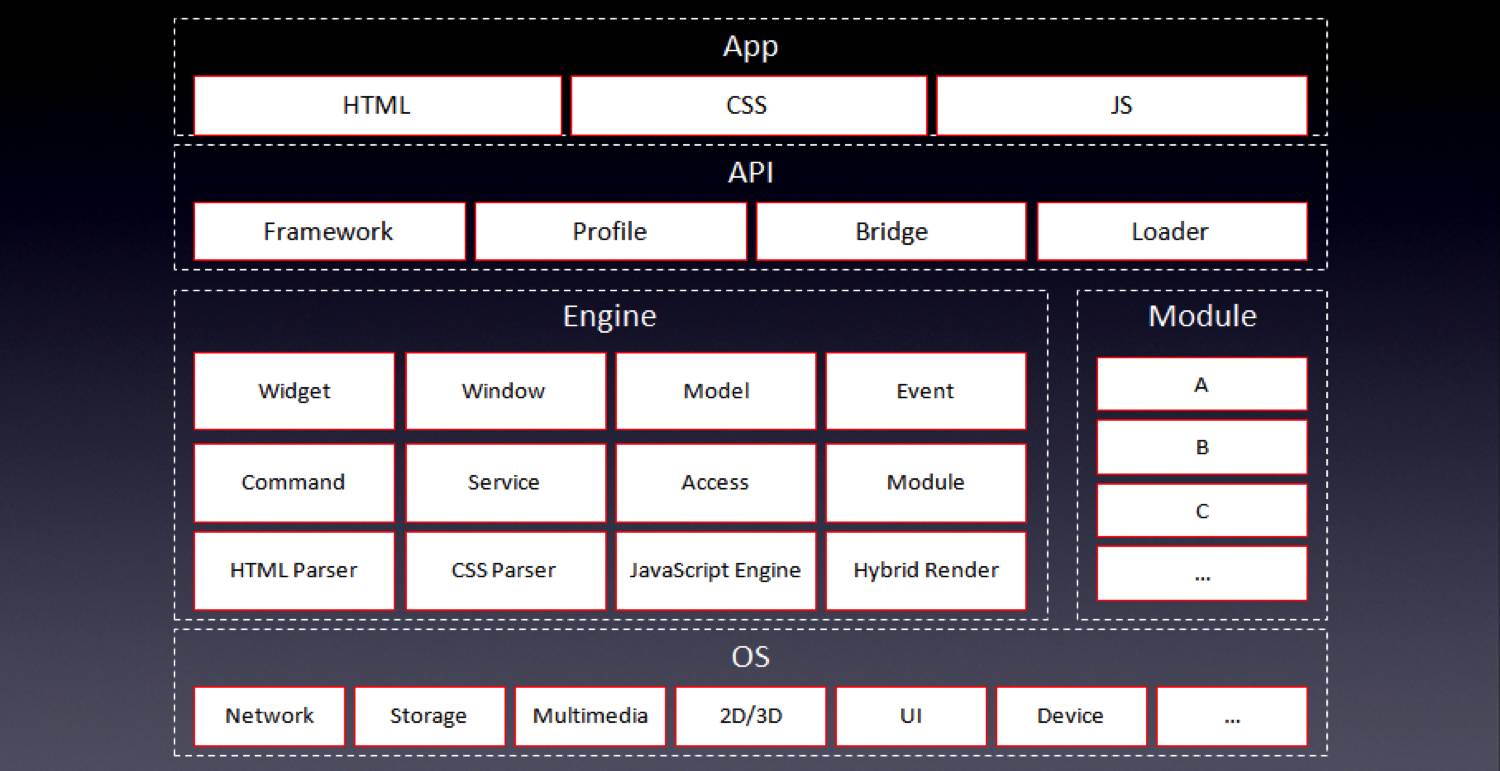 App
HTML CSS JS
API
Framework Profile Bridge Loader
Engine
Widget Window Model Event
Command Service Access Module
HTML Parser CSS Parser JavaScript Engine Hybrid Render
Module
A
B
C
...
OS
Network Storage Multimedia 2D/3D UI Device ...